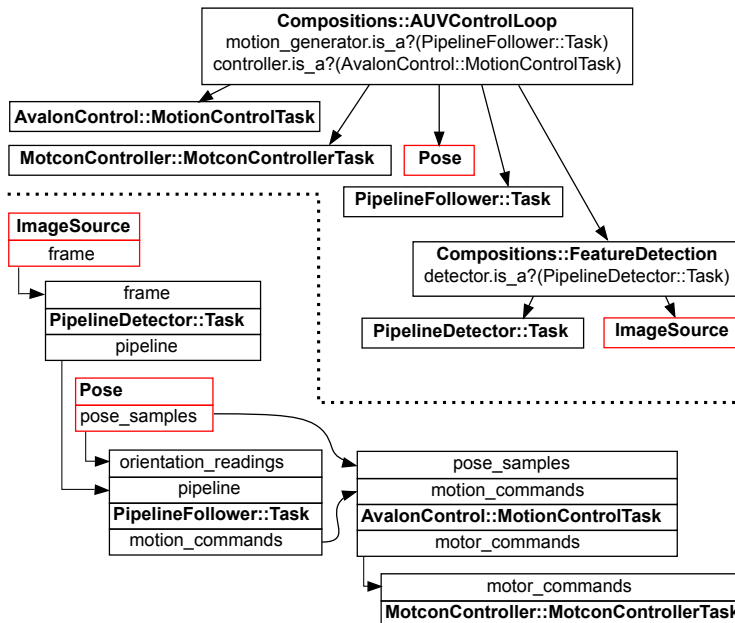 Compositions::AUVControlLoop
motion_generator.is_a?(PipelineFollower::Task)
controller.is_a?(AvalonControl::MotionControlTask)
AvalonControl::MotionControlTask
MotconController::MotconControllerTask
Pose
PipelineFollower::Task
Compositions::FeatureDetection
detector.is_a?(PipelineDetector::Task)
PipelineDetector::Task
ImageSource
ImageSource
frame
frame
PipelineDetector::Task
pipeline
Pose
pose_samples
orientation_readings
pipeline
PipelineFollower::Task
motion_commands
pose_samples
motion_commands
AvalonControl::MotionControlTask
motor_commands
motor_commands
MotconController::MotconControllerTask